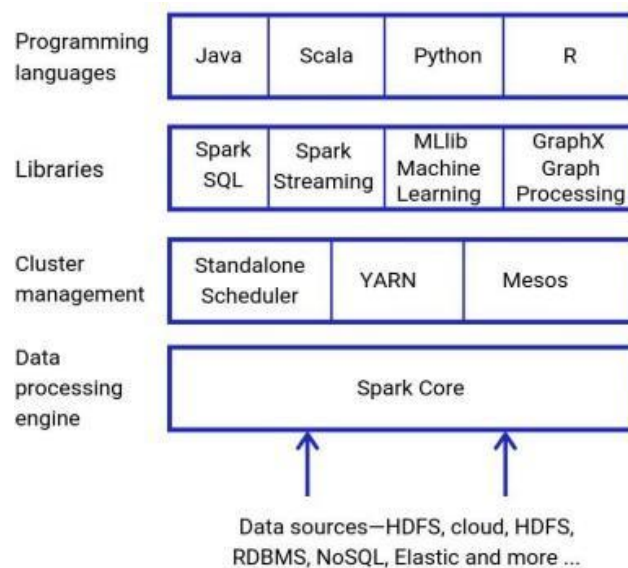 Programming
languages
Java
Scala
Python
R
Libraries
Spark
SQL
Spark
Streaming
MLlib
Machine
Learning
GraphX
Graph
Processing
Cluster
management
Standalone
Scheduler
YARN
Mesos
Data
processing
engine
Spark Core
Data sources—HDFS, cloud, HDFS,
RDBMS, NoSQL, Elastic and more ...